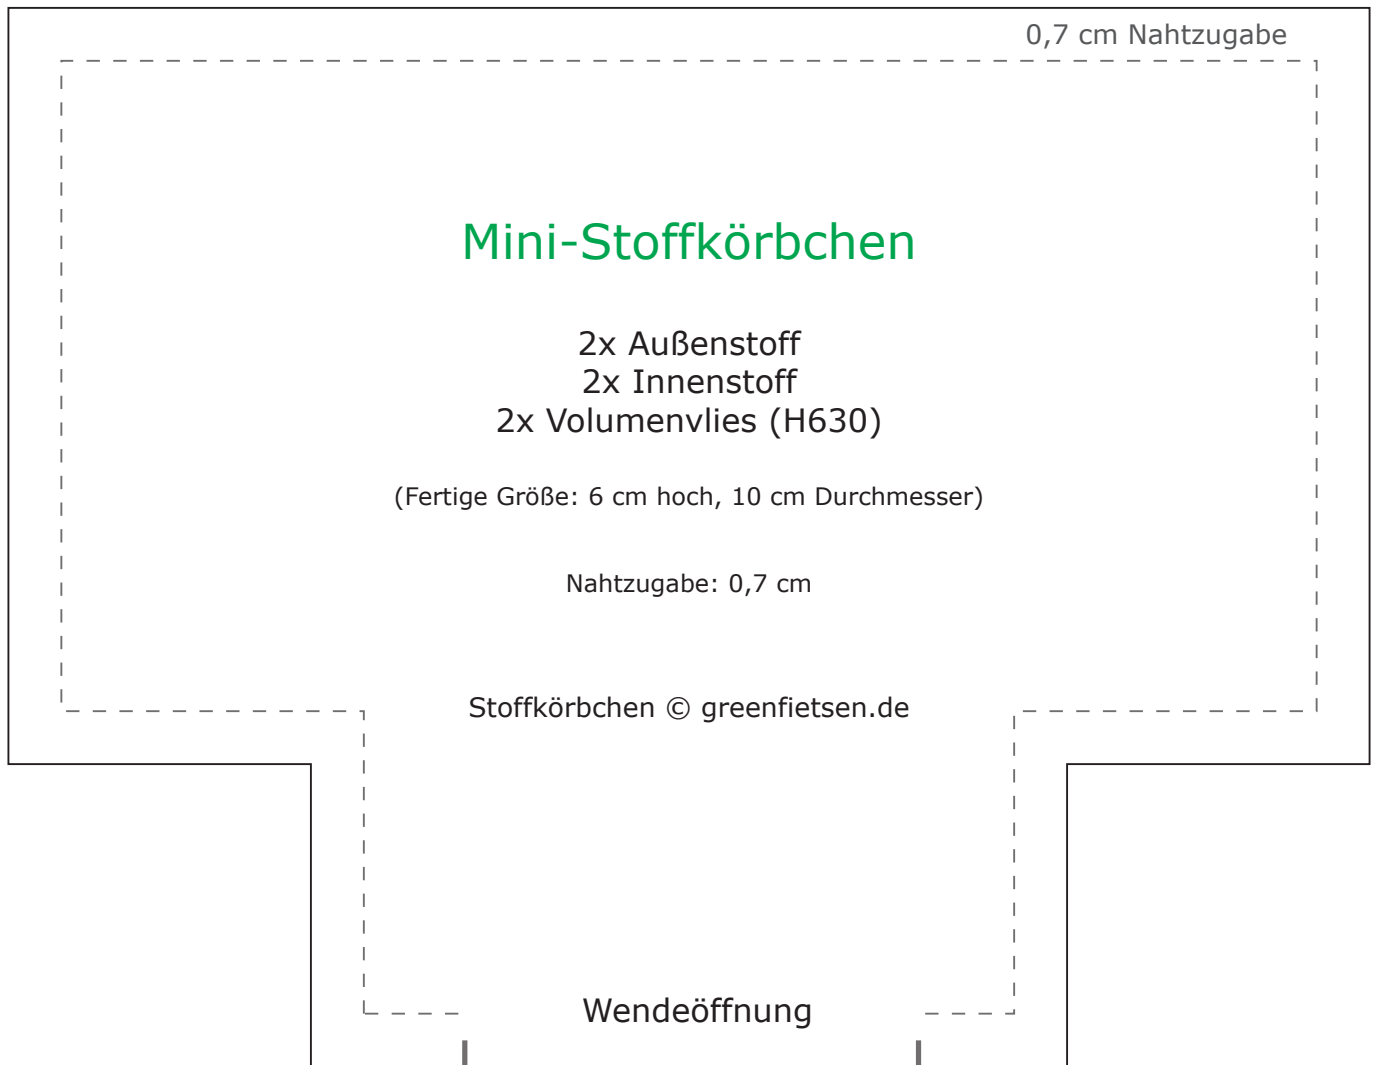 0,7 cm Nahtzugabe
Mini-Stoffkörbchen
2x Außenstoff
2x Innenstoff
2x Volumenvlies (H630)
(Fertige Größe: 6 cm hoch, 10 cm Durchmesser)
Nahtzugabe: 0,7 cm
Stoffkörbchen © greenfietsen.de
Wendeöffnung